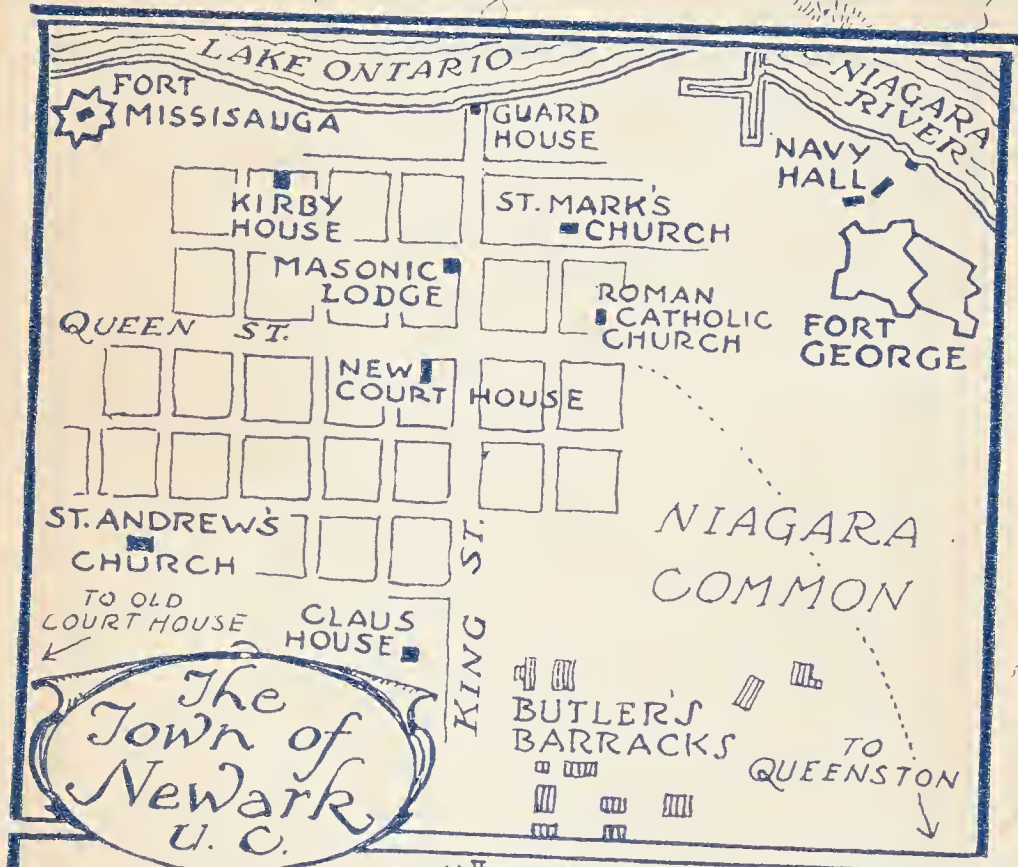 LAKE ONTARIO
NIAGARA
RIVER
FORT
MISSISAUGA
GUARD
HOUSE
NAVY
HALL
KIRBY
HOUSE
ST. MARK'S
CHURCH
MASONIC
LODGE
ROMAN
CATHOLIC
CHURCH
FORT
GEORGE
QUEEN ST.
NEW
COURT HOUSE
NIAGARA
COMMON
ST. ANDREW'S
CHURCH
TO OLD
COURT HOUSE
CLAUS
HOUSE
KING ST.
BUTLER'S
BARRACKS
TO
QUEENSTON
The
Town of
Newark
U. C.